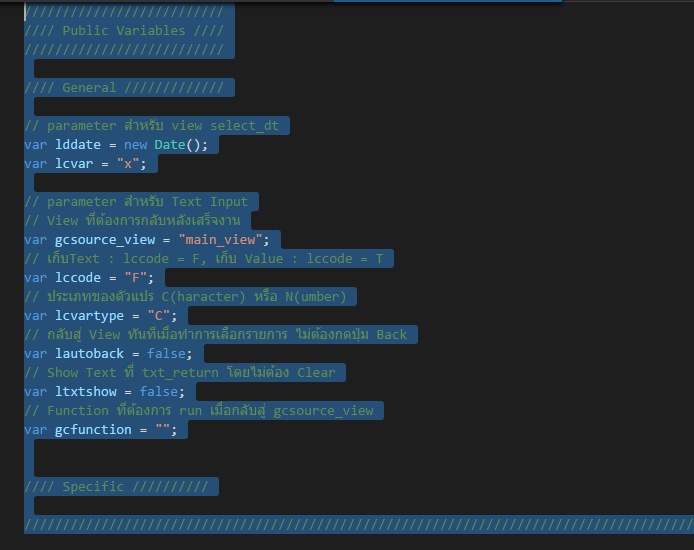 //////////////////////////
//// Public Variables ////
//////////////////////////
//// General /////////////
// parameter สำหรับ view select_dt
var lddate = new Date();
var lcvar = "x";
// parameter สำหรับ Text Input
// View ที่ต้องการกลับหลังเสร็จงาน
var gcsource_view = "main_view";
// เก็บText : lccode = F, เก็บ Value : lccode = T
var lccode = "F";
// ประเภทของตัวแปร C(haracter) หรือ N(umber)
var lcvartype = "C";
// กลับสู่ View ทันทีเมื่อทำการเลือกรายการ ไม่ต้องกดปุ่ม Back
var lautoback = false;
// Show Text ที่ txt_return โดยไม่ต้อง Clear
var ltxtshow = false;
// Function ที่ต้องการ run เมื่อกลับสู่ gcsource_view
var gcfunction = "";
//// Specific //////////
///////////////////////////////////////////////////////////////////////////////////////